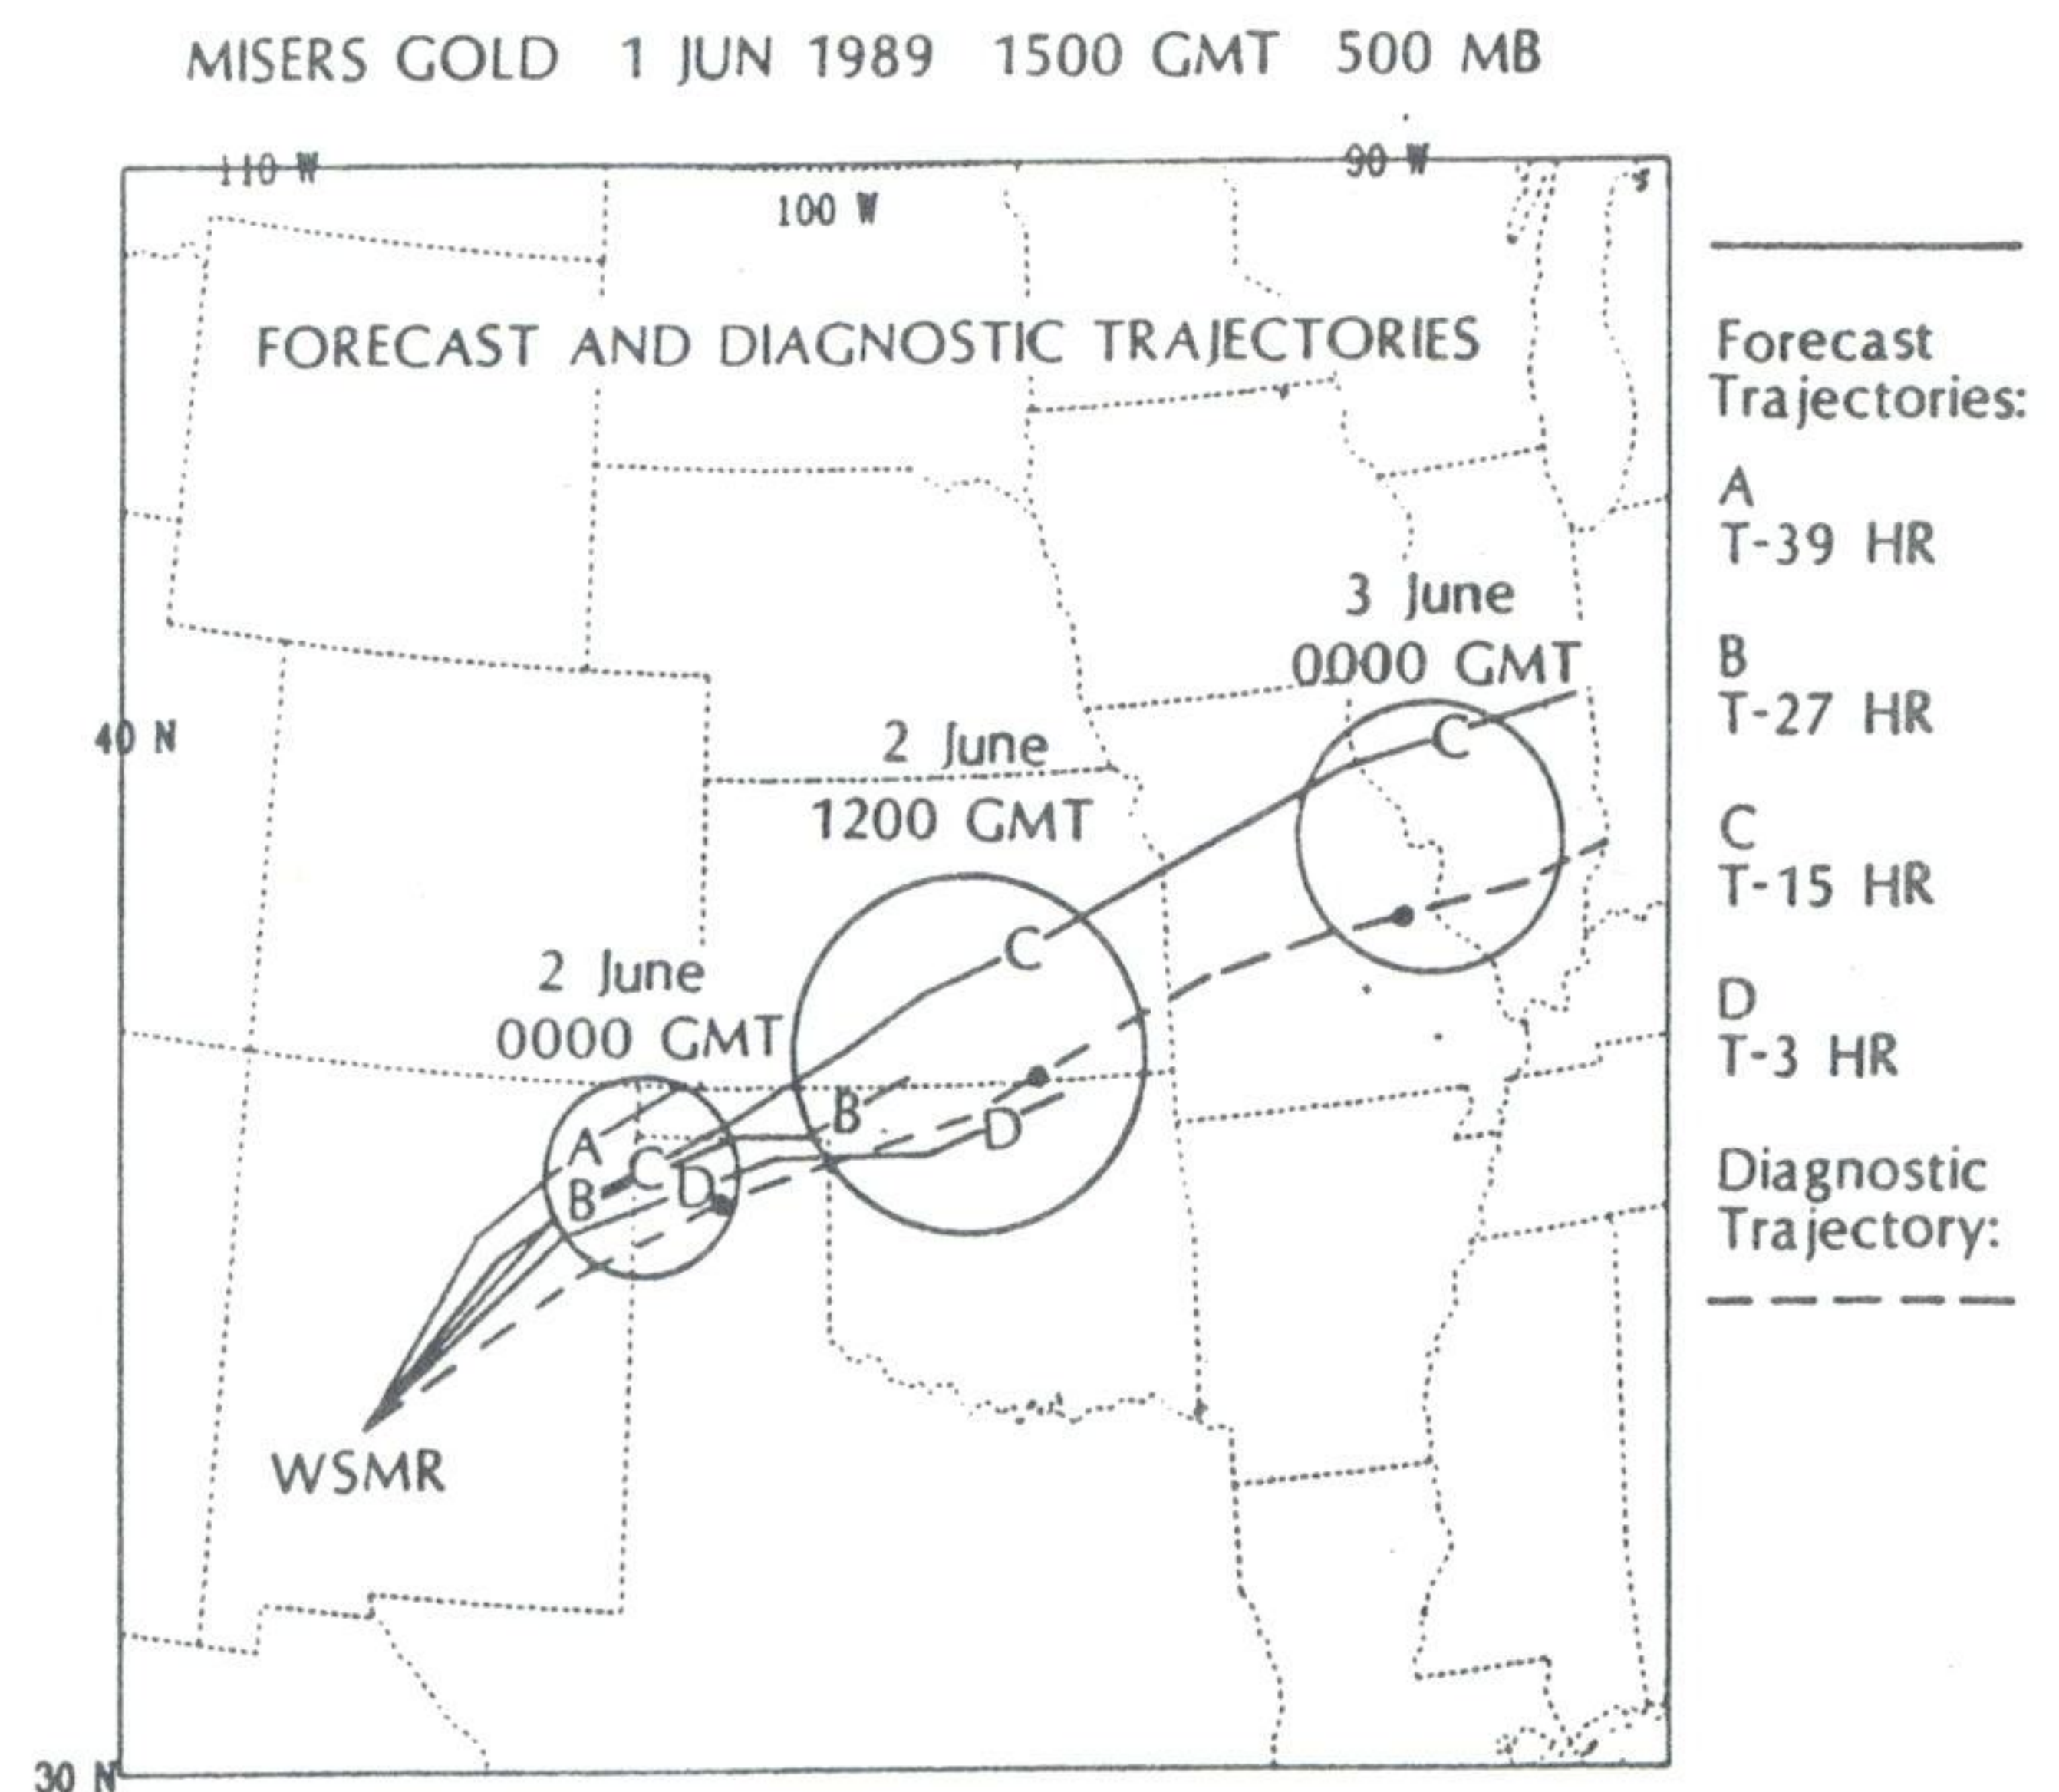 MISERS GOLD 1 JUN 1989 1500 GMT 500 MB
110 W
100 W
90 W
FORECAST AND DIAGNOSTIC TRAJECTORIES
40 N
30 N
3 June
0000 GMT
C
2 June
1200 GMT
C
B
D
2 June
0000 GMT
A
C
B
D
WSMR
Forecast
Trajectories:
A
T-39 HR
B
T-27 HR
C
T-15 HR
D
T-3 HR
Diagnostic
Trajectory: